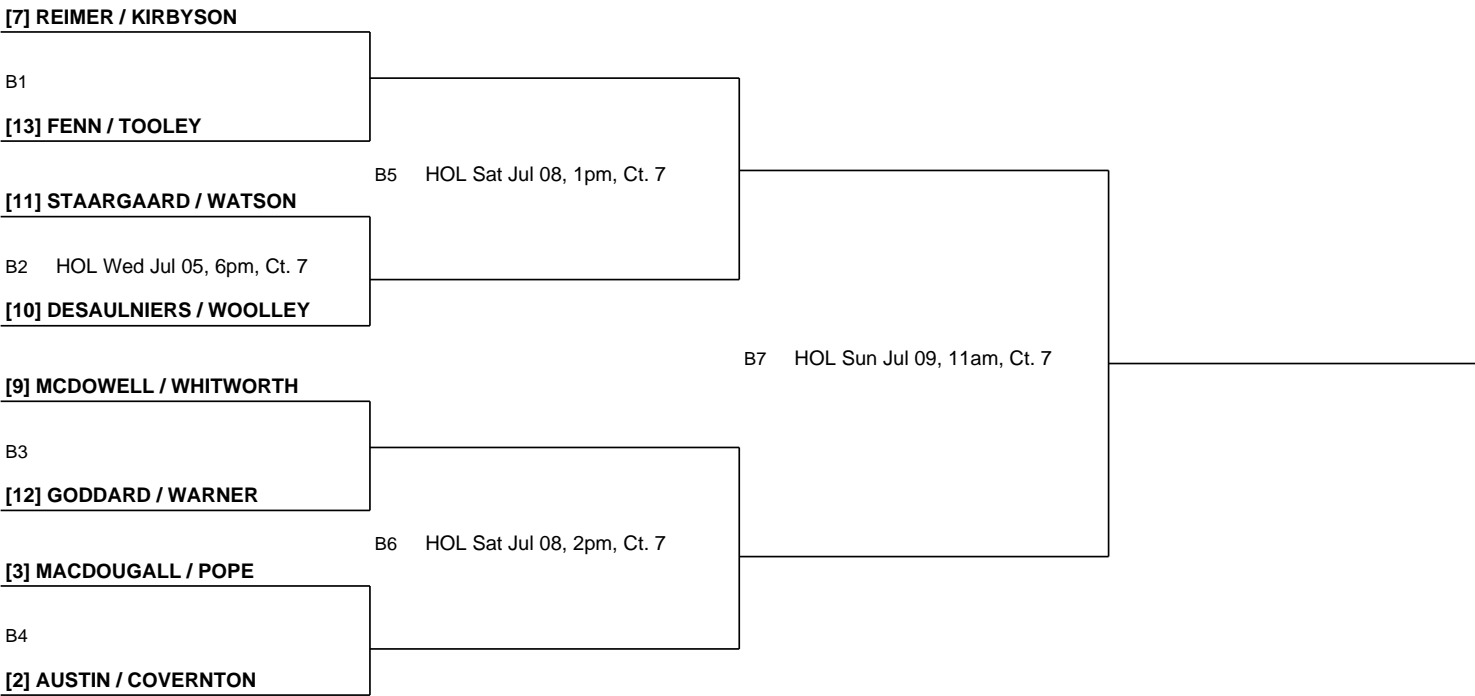 [7] REIMER / KIRBYSON
B1
[13] FENN / TOOLEY
B5 HOL Sat Jul 08, 1pm, Ct. 7
[11] STAARGAARD / WATSON
B2 HOL Wed Jul 05, 6pm, Ct. 7
[10] DESAULNIERS / WOOLLEY
B7 HOL Sun Jul 09, 11am, Ct. 7
[9] MCDOWELL / WHITWORTH
B3
[12] GODDARD / WARNER
B6 HOL Sat Jul 08, 2pm, Ct. 7
[3] MACDOUGALL / POPE
B4
[2] AUSTIN / COVERNTON